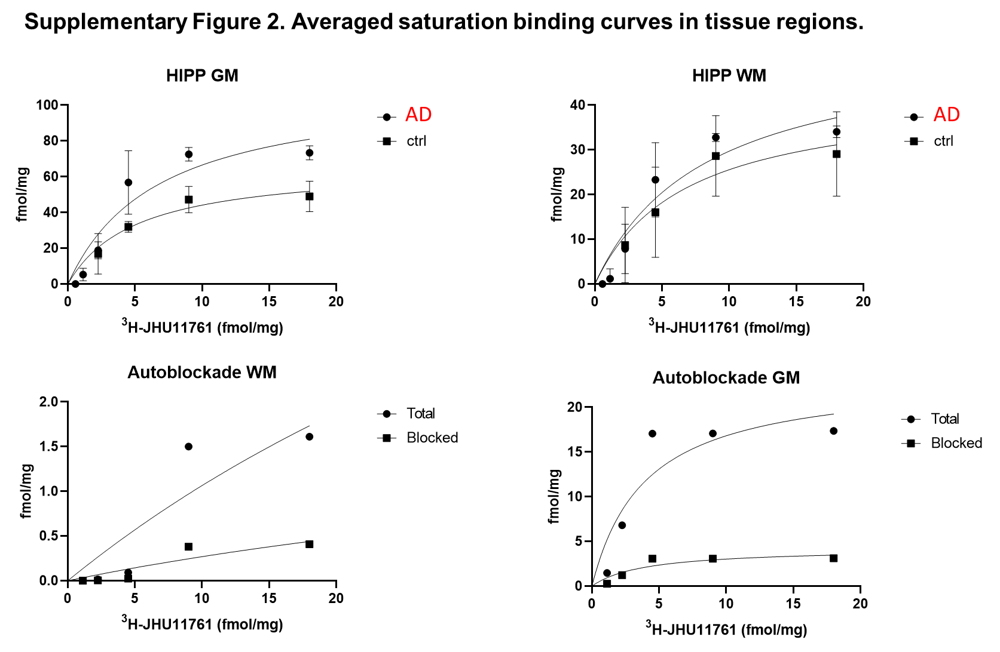 Supplementary Figure 2. Averaged saturation binding curves in tissue regions.
HIPP GM
100
80
60
40
20
0
fmol/mg
0 5 10 15 20
³H-JHU11761 (fmol/mg)
AD
ctrl
HIPP WM
40
30
20
10
0
fmol/mg
0 5 10 15 20
³H-JHU11761 (fmol/mg)
AD
ctrl
Autoblockade WM
2.0
1.5
1.0
0.5
0.0
fmol/mg
0 5 10 15 20
³H-JHU11761 (fmol/mg)
Total
Blocked
Autoblockade GM
20
15
10
5
0
fmol/mg
0 5 10 15 20
³H-JHU11761 (fmol/mg)
Total
Blocked